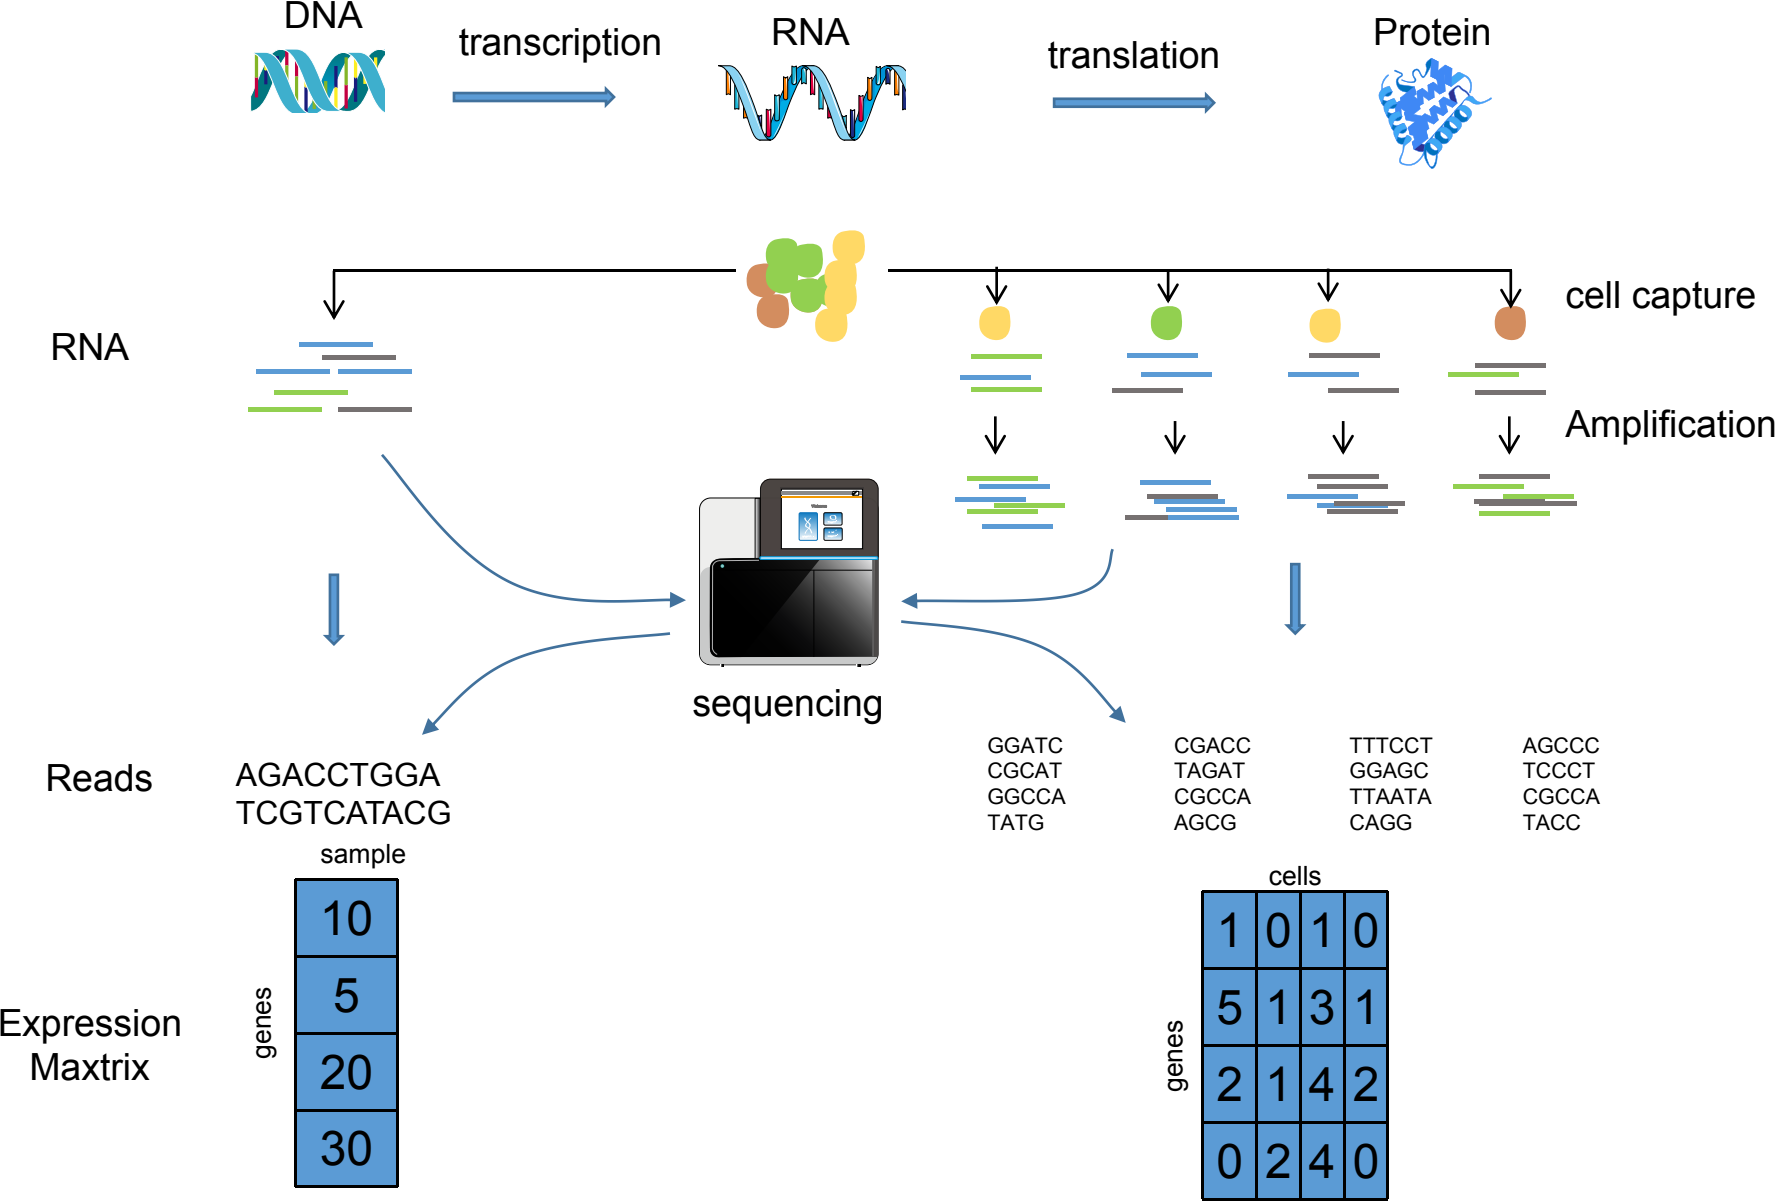 DNA
transcription
RNA
translation
Protein
cell capture
RNA
Amplification
Welcome
sequencing
Reads
AGACCTGGA
TCGTCATACG
GGATC
CGCAT
GGCCA
TATG
CGACC
TAGAT
CGCCA
AGCG
TTTCCT
GGAGC
TTAATA
CAGG
AGCCC
TCCCT
CGCCA
TACC
Expression
Maxtrix
sample
genes
10
5
20
30
cells
genes
1 0 1 0
5 1 3 1
2 1 4 2
0 2 4 0